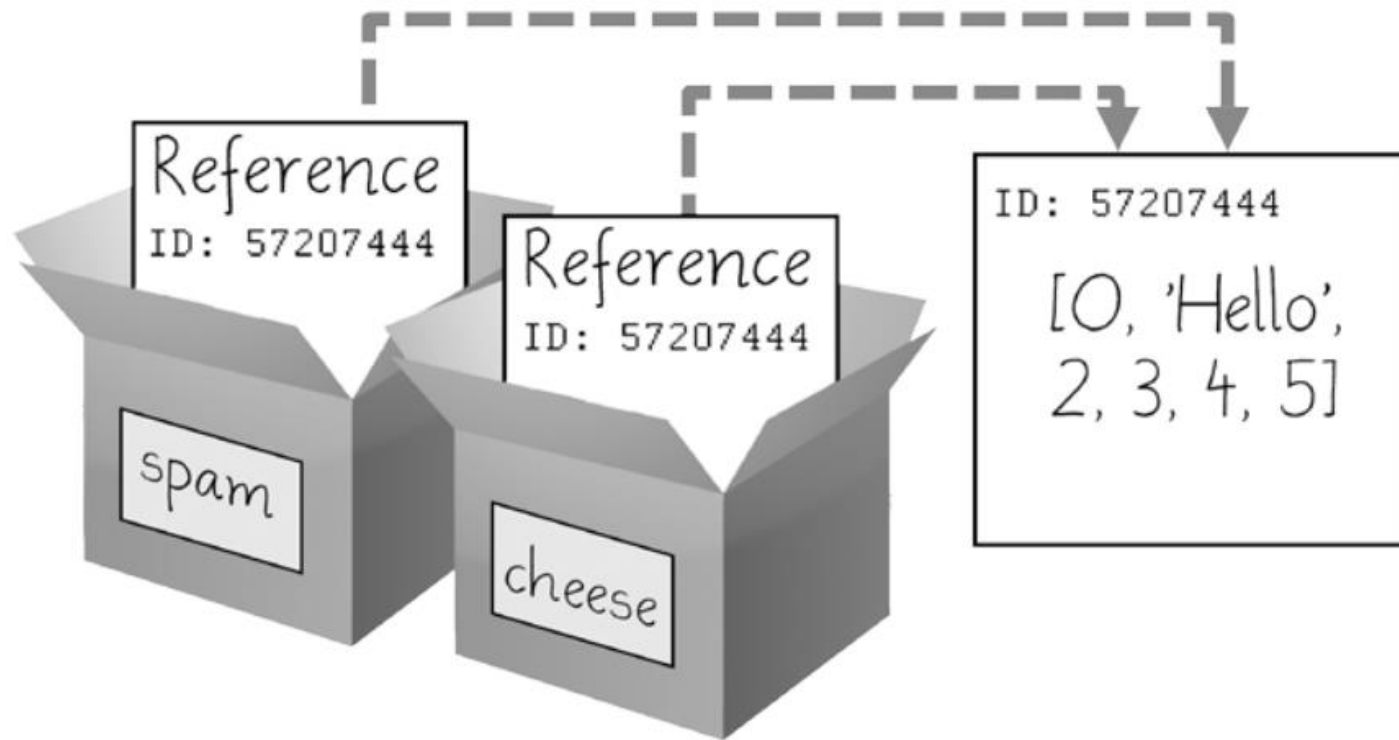 Reference
ID: 57207444
spam
Reference
ID: 57207444
cheese
ID: 57207444
[0, 'Hello',
2, 3, 4, 5]